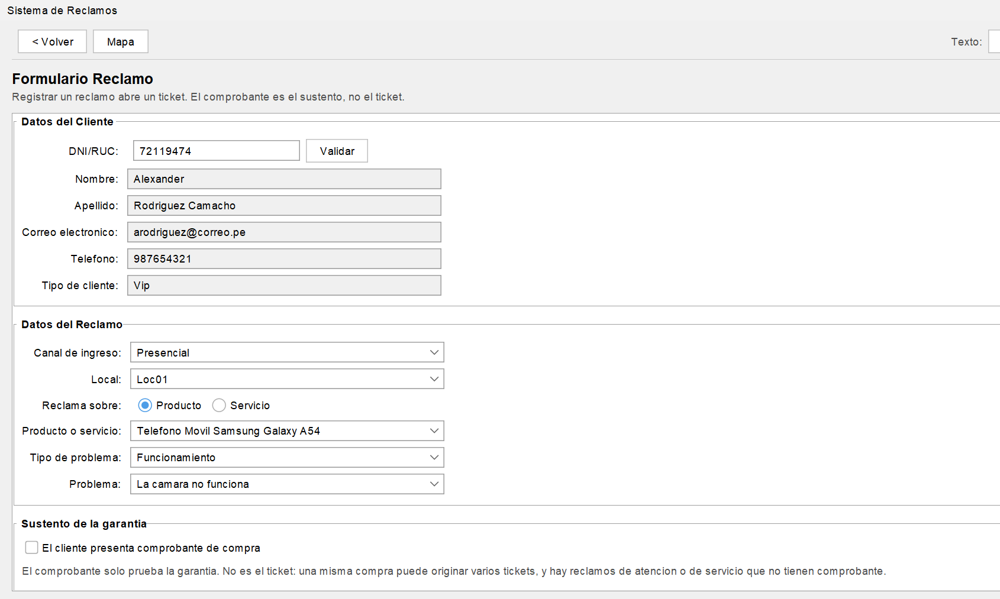 Sistema de Reclamos
< Volver Mapa Texto:
Formulario Reclamo
Registrar un reclamo abre un ticket. El comprobante es el sustento, no el ticket.
Datos del Cliente
DNI/RUC: 72119474 Validar
Nombre: Alexander
Apellido: Rodriguez Camacho
Correo electronico: arodriguez@correo.pe
Telefono: 987654321
Tipo de cliente: Vip
Datos del Reclamo
Canal de ingreso: Presencial
Local: Loc01
Reclama sobre: Producto Servicio
Producto o servicio: Telefono Movil Samsung Galaxy A54
Tipo de problema: Funcionamiento
Problema: La camara no funciona
Sustento de la garantia
El cliente presenta comprobante de compra
El comprobante solo prueba la garantia. No es el ticket: una misma compra puede originar varios tickets, y hay reclamos de atencion o de servicio que no tienen comprobante.